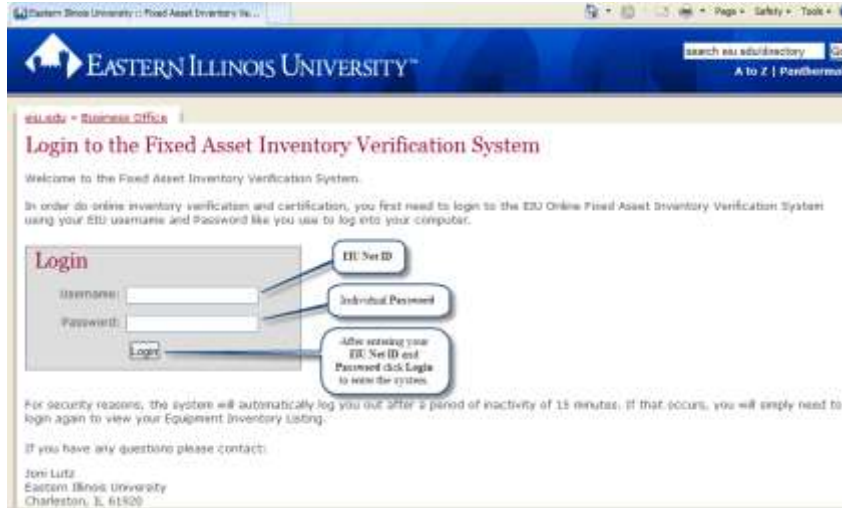 Eastern Illinois University :: Fixed Asset Inventory Ve...
Page Safety Tools
EASTERN ILLINOIS UNIVERSITY™
search eiu.edu/directory
A to Z | Panthermai
eiu.edu Business Office
Login to the Fixed Asset Inventory Verification System
Welcome to the Fixed Asset Inventory Verification System.
In order do online inventory verification and certification, you first need to login to the EIU Online Fixed Asset Inventory Verification System
using your EIU username and Password like you use to log into your computer.
Login
EIU Net ID
Username:
Individual Password
Password:
Login
After entering your
EIU Net ID and
Password click Login
to enter the system.
For security reasons, the system will automatically log you out after a period of inactivity of 15 minutes. If that occurs, you will simply need to
login again to view your Equipment Inventory Listing.
If you have any questions please contact:
Joni Lutz
Eastern Illinois University
Charleston, IL 61920